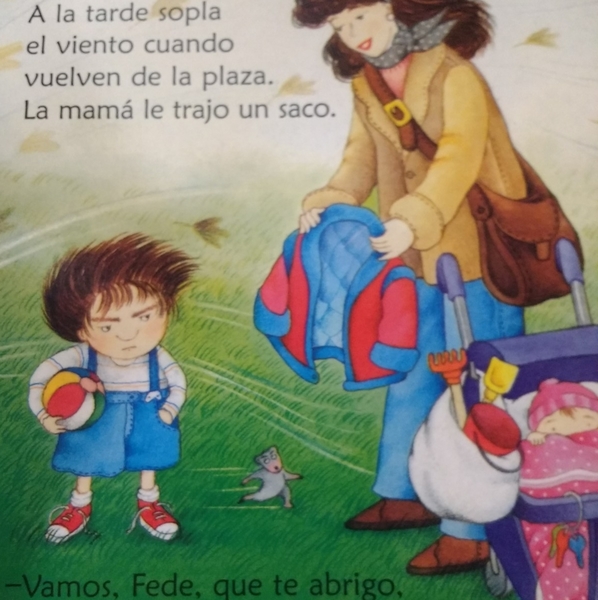 A la tarde sopla
el viento cuando
vuelven de la plaza.
La mamá le trajo un saco.
—Vamos, Fede, que te abrigo,